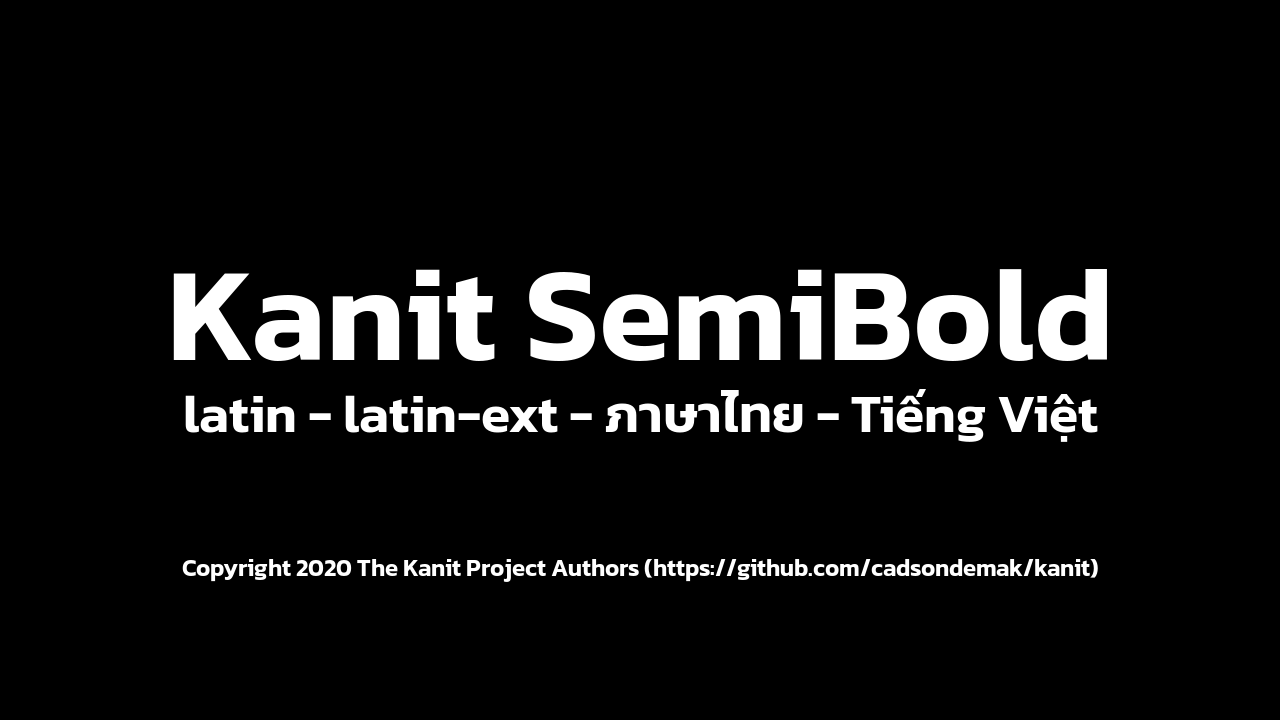 Kanit SemiBold
latin - latin-ext - ภาษาไทย - Tiếng Việt
Copyright 2020 The Kanit Project Authors (https://github.com/cadsondemak/kanit)